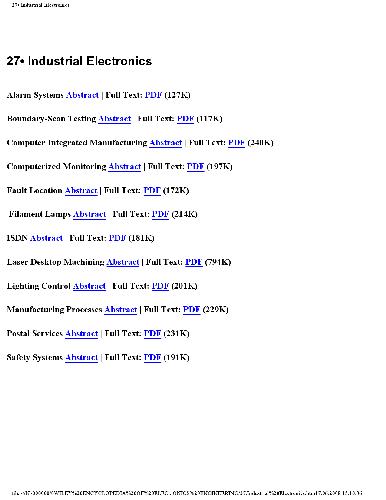 27• Industrial Electronics
27• Industrial Electronics
Alarm Systems Abstract | Full Text: PDF (127K)
Boundary-Scan Testing Abstract | Full Text: PDF (117K)
Computer Integrated Manufacturing Abstract | Full Text: PDF (240K)
Computerized Monitoring Abstract | Full Text: PDF (197K)
Fault Location Abstract | Full Text: PDF (172K)
Filament Lamps Abstract | Full Text: PDF (214K)
ISDN Abstract | Full Text: PDF (181K)
Laser Desktop Machining Abstract | Full Text: PDF (794K)
Lighting Control Abstract | Full Text: PDF (201K)
Manufacturing Processes Abstract | Full Text: PDF (229K)
Postal Services Abstract | Full Text: PDF (231K)
Safety Systems Abstract | Full Text: PDF (191K)